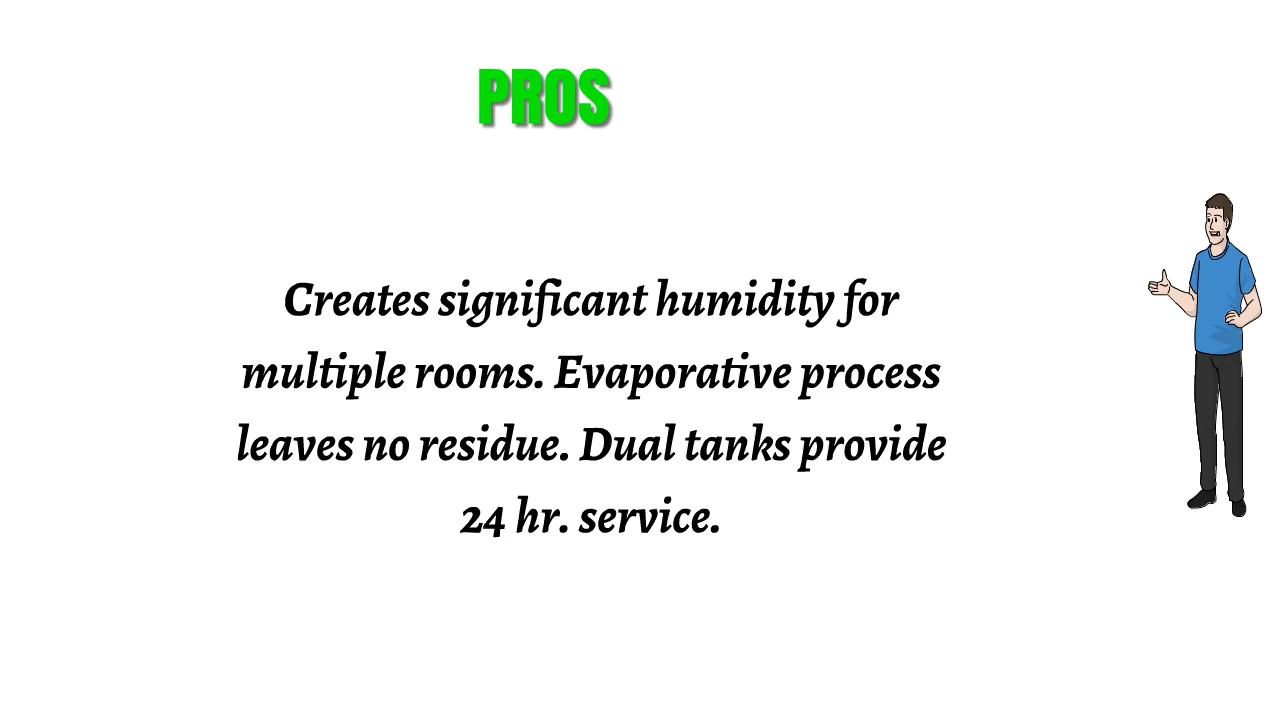 PROS
Creates significant humidity for
multiple rooms. Evaporative process
leaves no residue. Dual tanks provide
24 hr. service.